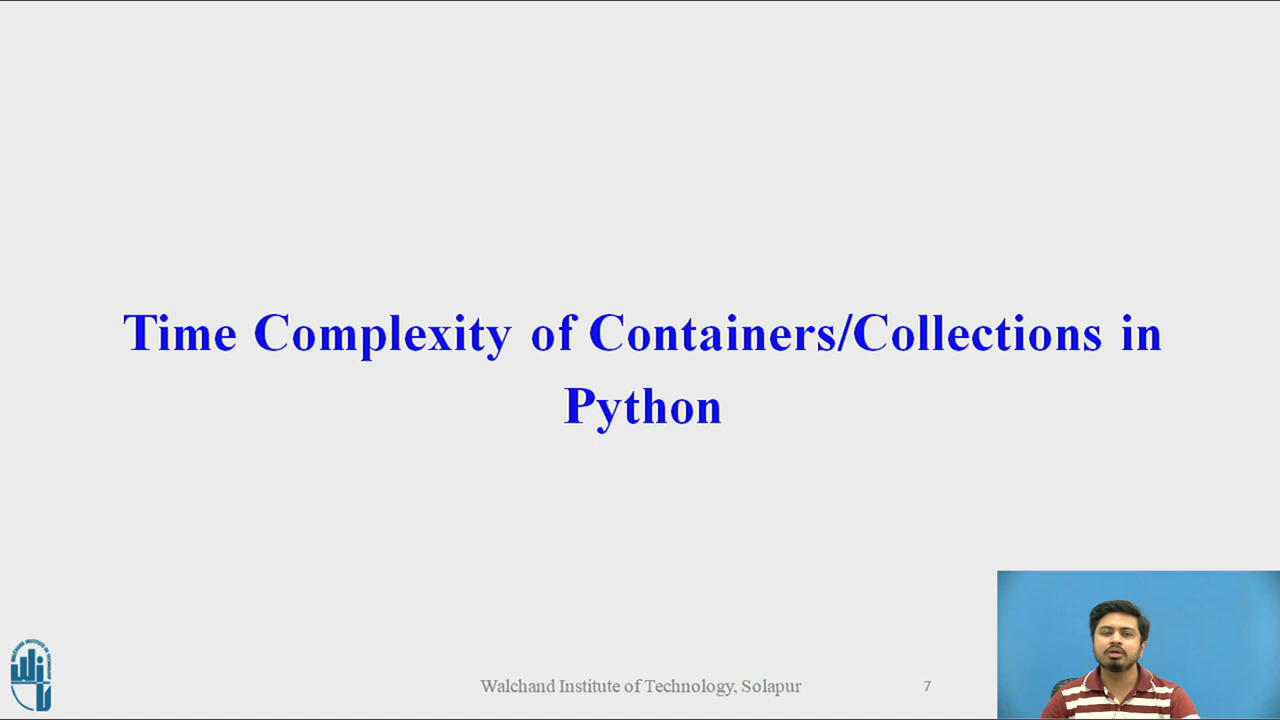 Time Complexity of Containers/Collections in
Python
Walchand Institute of Technology, Solapur
7